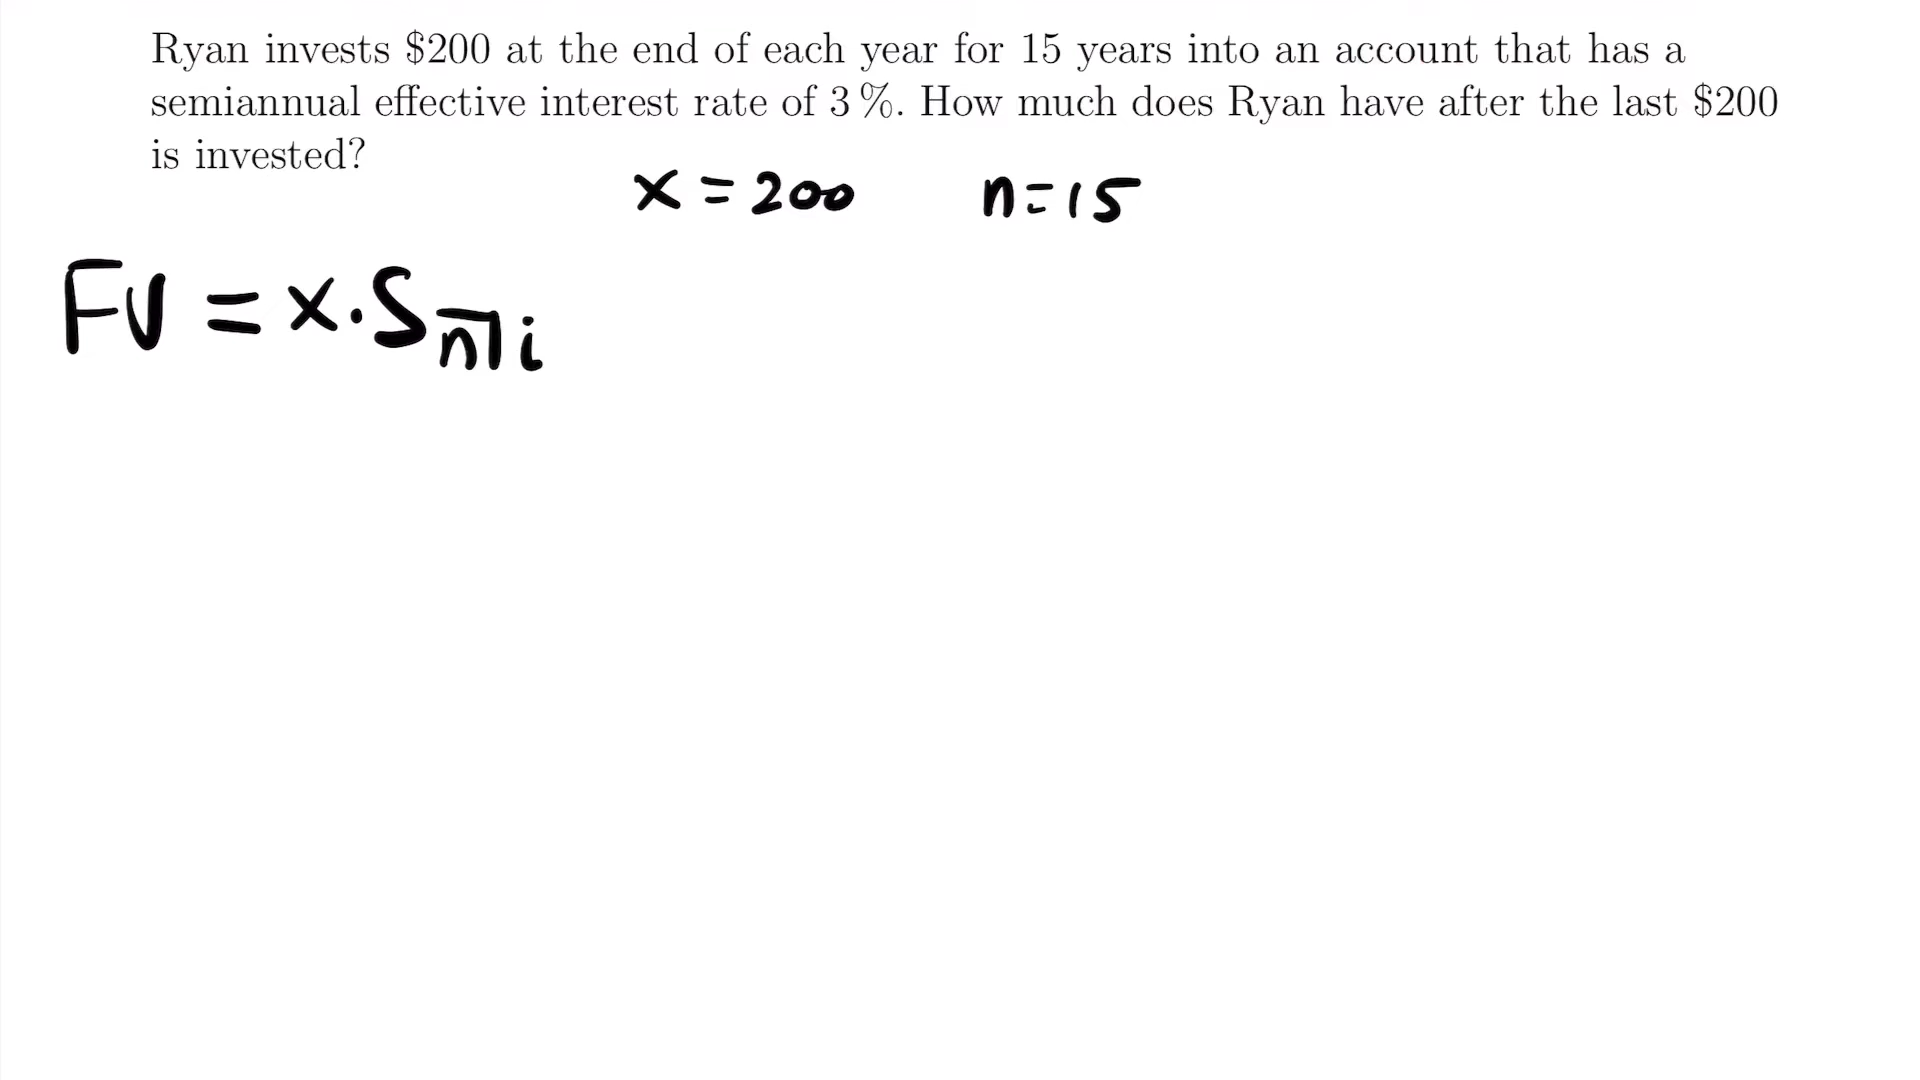 Ryan invests $200 at the end of each year for 15 years into an account that has a
semiannual effective interest rate of 3 %. How much does Ryan have after the last $200
is invested?
x = 200 n = 15
FV = x · S n̅| i